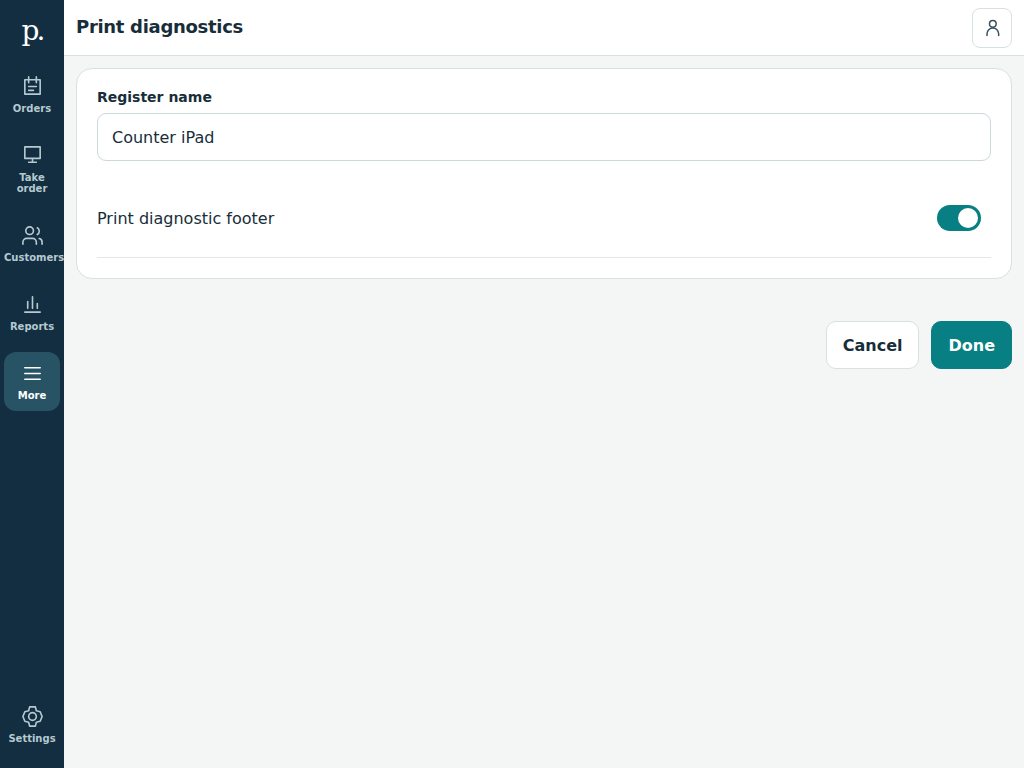 p.
Print diagnostics
Orders
Take
order
Customers
Reports
More
Settings
Register name
Counter iPad
Print diagnostic footer
Cancel
Done